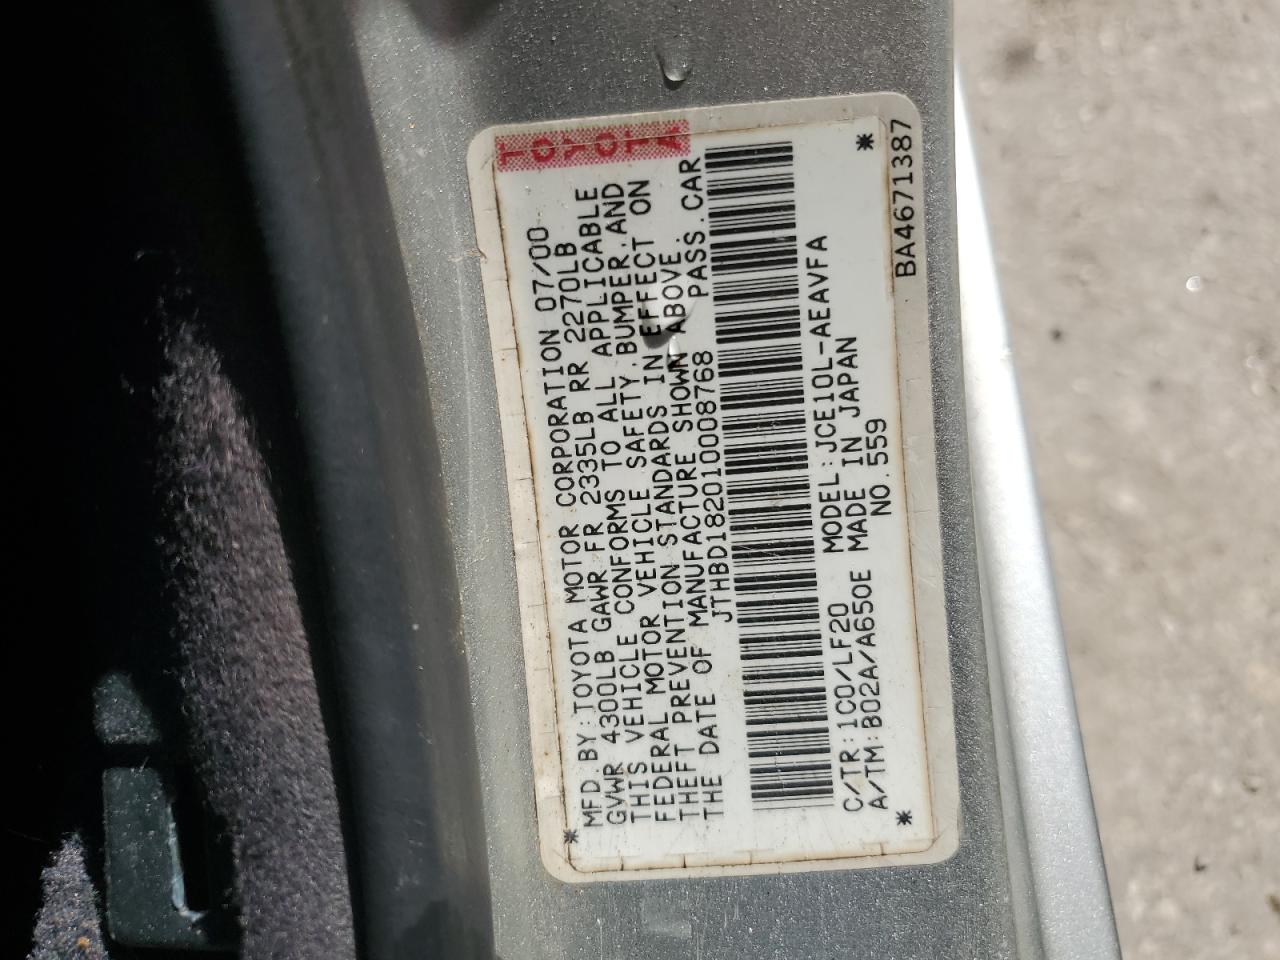 TOYOTA
MFD. BY: TOYOTA MOTOR CORPORATION 07/00
GVWR 4300LB GAWR FR 2335LB RR 2270LB
THIS VEHICLE CONFORMS TO ALL APPLICABLE
FEDERAL MOTOR VEHICLE SAFETY, BUMPER, AND
THEFT PREVENTION STANDARDS IN EFFECT ON
THE DATE OF MANUFACTURE SHOWN ABOVE.
JTHBD182010008768 PASS. CAR
C/TR: 1C0/LF20 MODEL: JCE10L-AEAVFA
A/TM: B02A/A650E MADE IN JAPAN
NO. 559
BA4671387